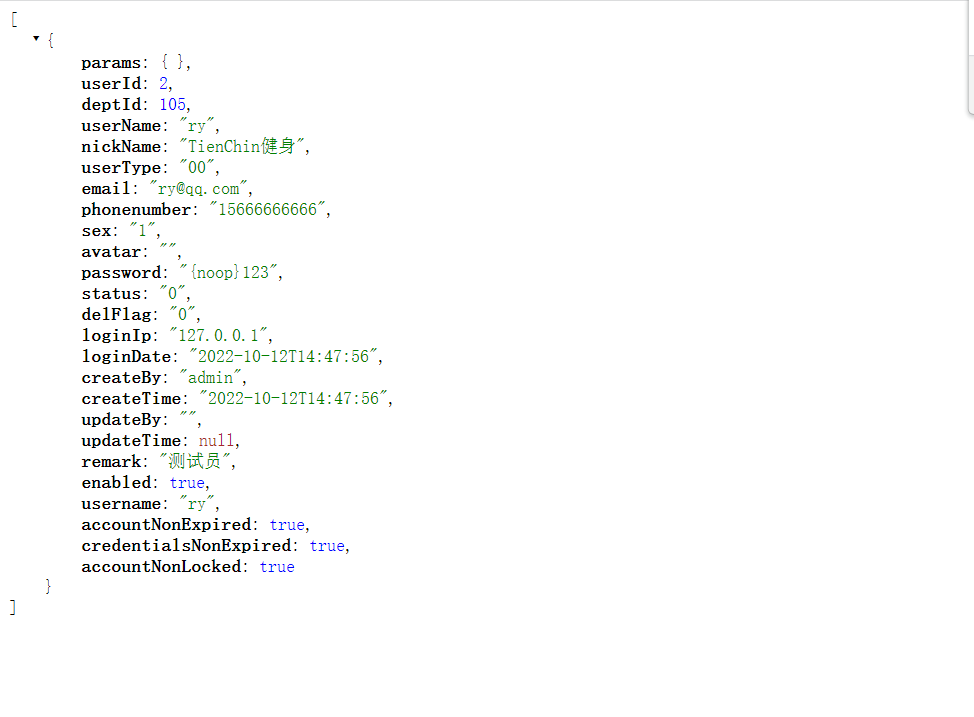 [
{
params: { },
userId: 2,
deptId: 105,
userName: "ry",
nickName: "TienChin健身",
userType: "00",
email: "ry@qq.com",
phonenumber: "15666666666",
sex: "1",
avatar: "",
password: "{noop}123",
status: "0",
delFlag: "0",
loginIp: "127.0.0.1",
loginDate: "2022-10-12T14:47:56",
createBy: "admin",
createTime: "2022-10-12T14:47:56",
updateBy: "",
updateTime: null,
remark: "测试员",
enabled: true,
username: "ry",
accountNonExpired: true,
credentialsNonExpired: true,
accountNonLocked: true
}
]